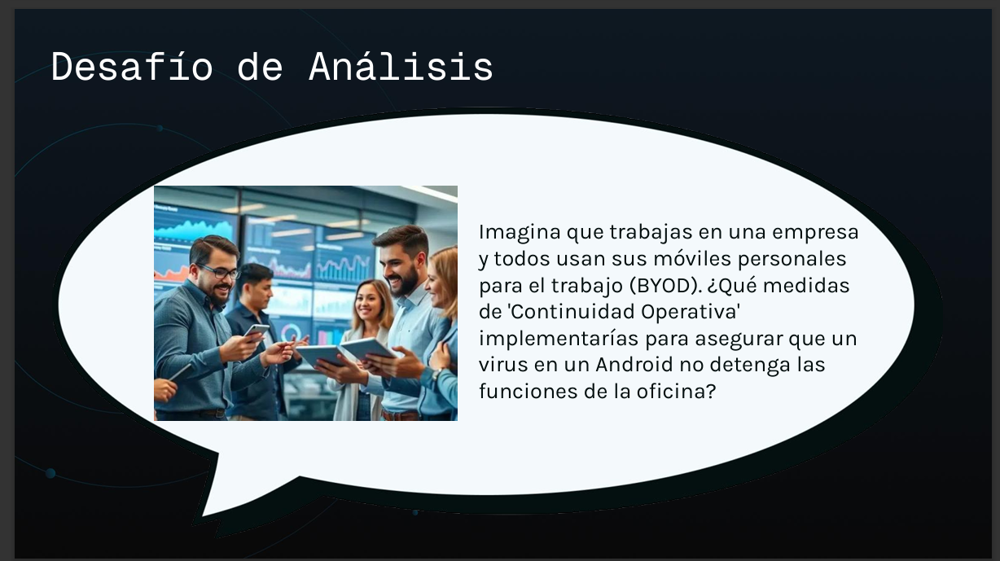 Desafío de Análisis
Imagina que trabajas en una empresa
y todos usan sus móviles personales
para el trabajo (BYOD). ¿Qué medidas
de 'Continuidad Operativa'
implementarías para asegurar que un
virus en un Android no detenga las
funciones de la oficina?